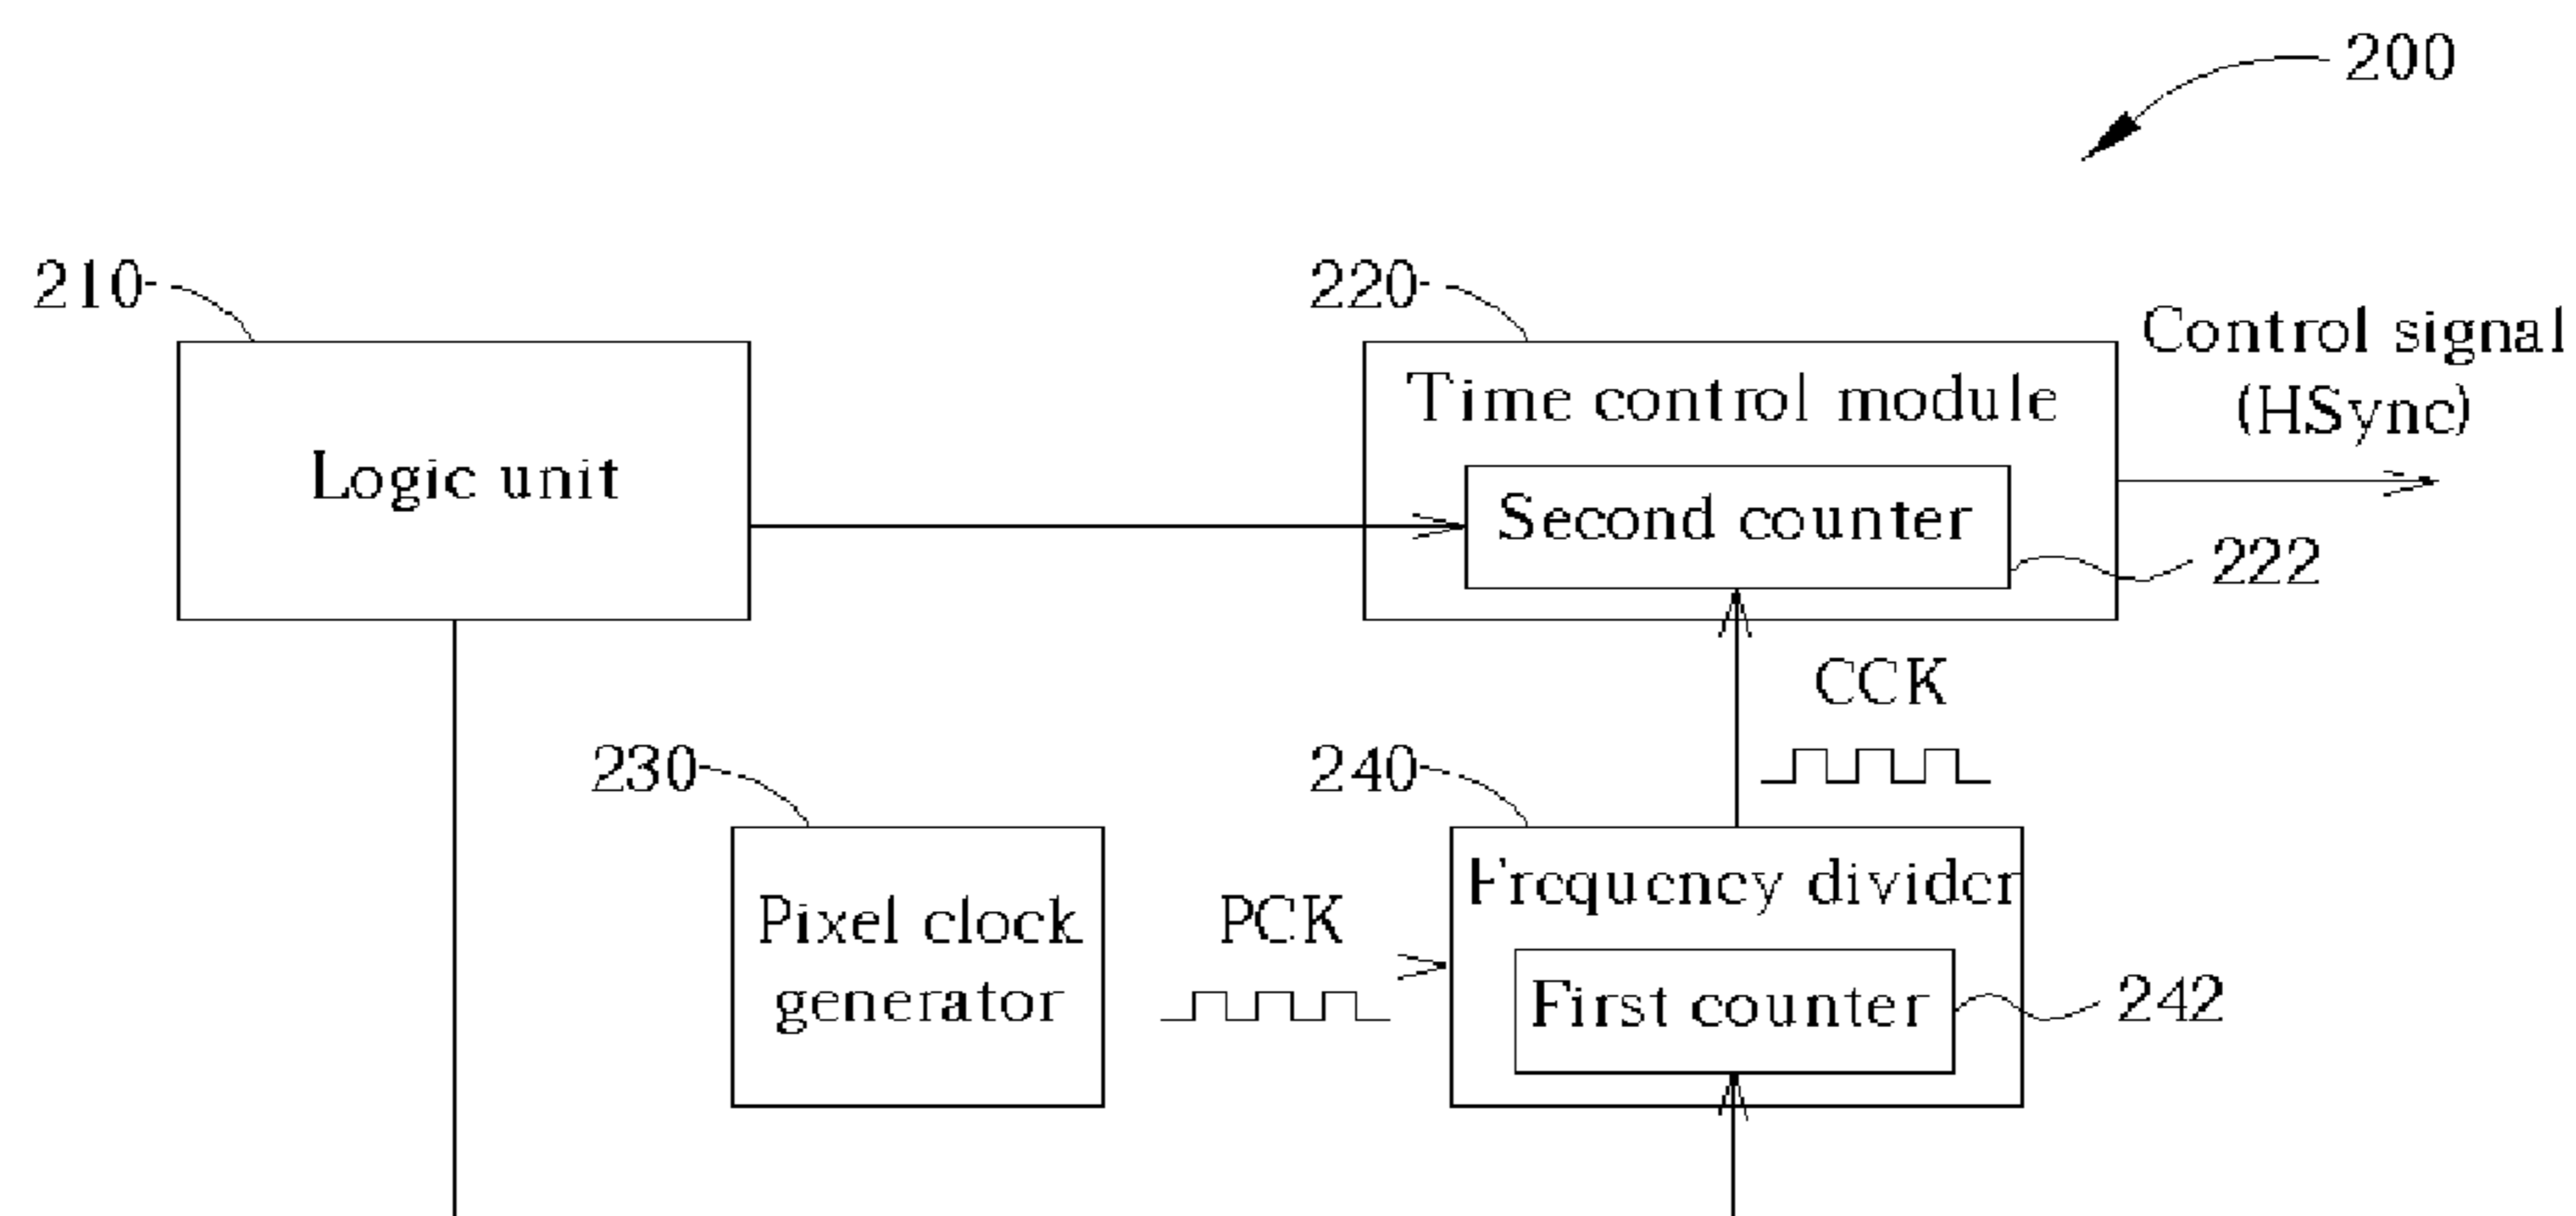 200
210
220
Control signal
(HSync)
Time control module
Logic unit
Second counter
222
CCK
230
240
Frequency divider
Pixel clock
generator
PCK
First counter
242